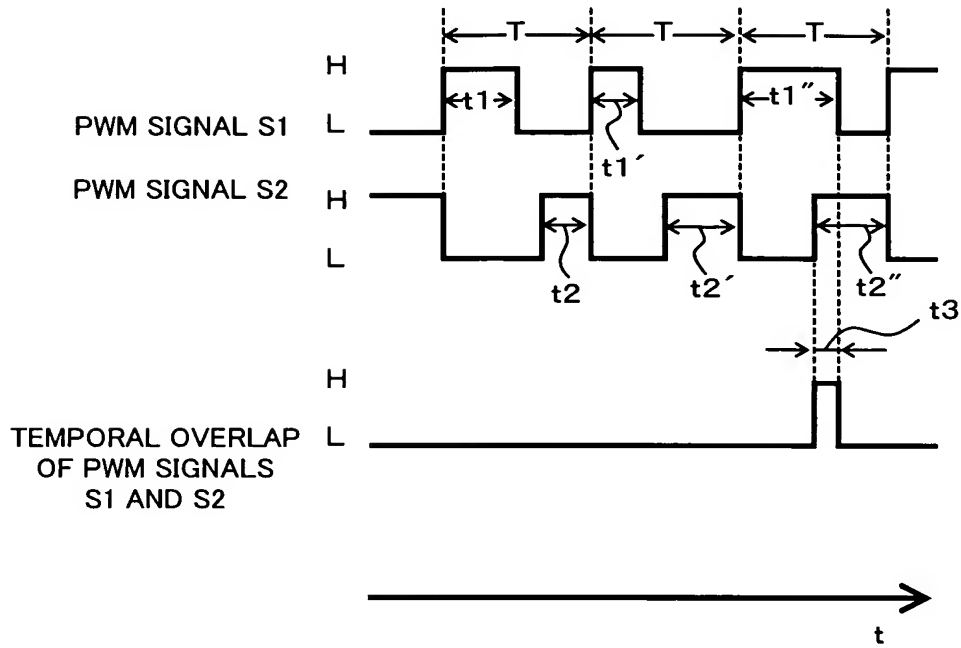 T T T
H
t1 t1″
PWM SIGNAL S1 L
t1′
PWM SIGNAL S2 H
L
t2 t2′ t2″
t3
H
TEMPORAL OVERLAP L
OF PWM SIGNALS
S1 AND S2
t